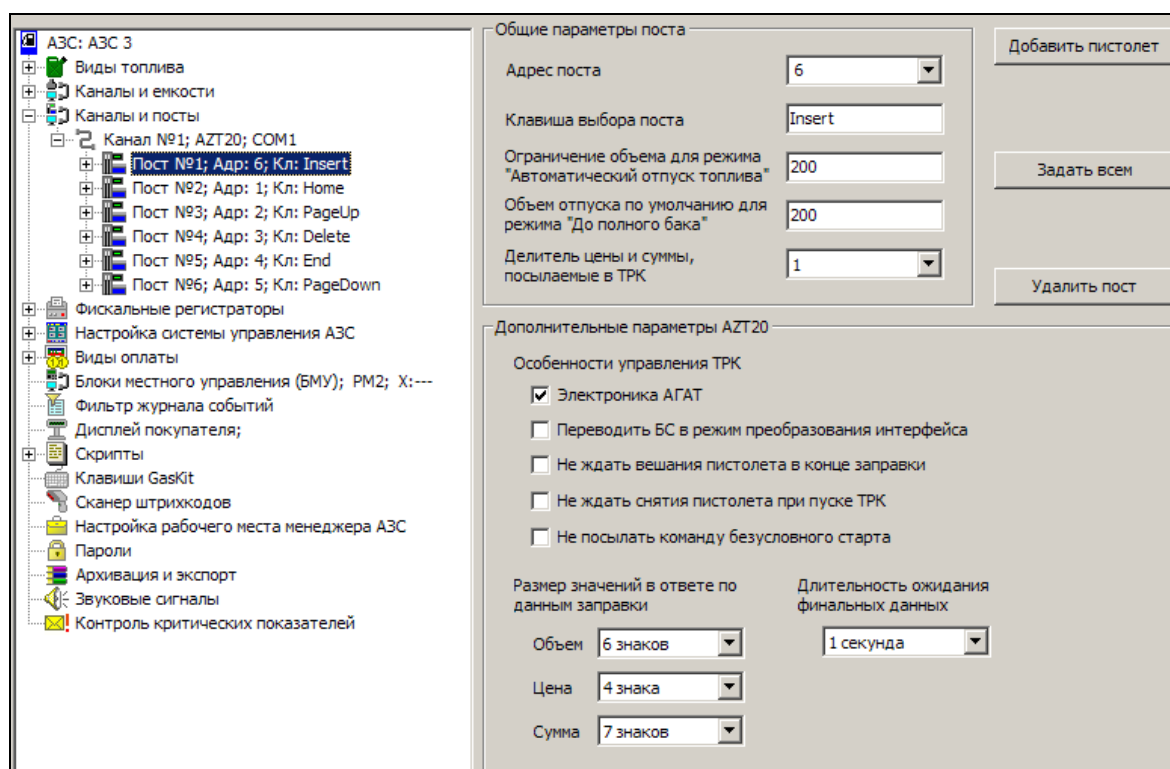 АЗС: АЗС 3
Виды топлива
Каналы и емкости
Каналы и посты
Канал №1; AZT20; COM1
Пост №1; Адр: 6; Кл: Insert
Пост №2; Адр: 1; Кл: Home
Пост №3; Адр: 2; Кл: PageUp
Пост №4; Адр: 3; Кл: Delete
Пост №5; Адр: 4; Кл: End
Пост №6; Адр: 5; Кл: PageDown
Фискальные регистраторы
Настройка системы управления АЗС
Виды оплаты
Блоки местного управления (БМУ); РМ2; X:---
Фильтр журнала событий
Дисплей покупателя;
Скрипты
Клавиши GasKit
Сканер штрихкодов
Настройка рабочего места менеджера АЗС
Пароли
Архивация и экспорт
Звуковые сигналы
Контроль критических показателей
Общие параметры поста
Адрес поста
6
Клавиша выбора поста
Insert
Ограничение объема для режима
"Автоматический отпуск топлива"
200
Объем отпуска по умолчанию для
режима "До полного бака"
200
Делитель цены и суммы,
посылаемые в ТРК
1
Добавить пистолет
Задать всем
Удалить пост
Дополнительные параметры AZT20
Особенности управления ТРК
Электроника АГАТ
Переводить БС в режим преобразования интерфейса
Не ждать вешания пистолета в конце заправки
Не ждать снятия пистолета при пуске ТРК
Не посылать команду безусловного старта
Размер значений в ответе по
данным заправки
Объем
6 знаков
Цена
4 знака
Сумма
7 знаков
Длительность ожидания
финальных данных
1 секунда